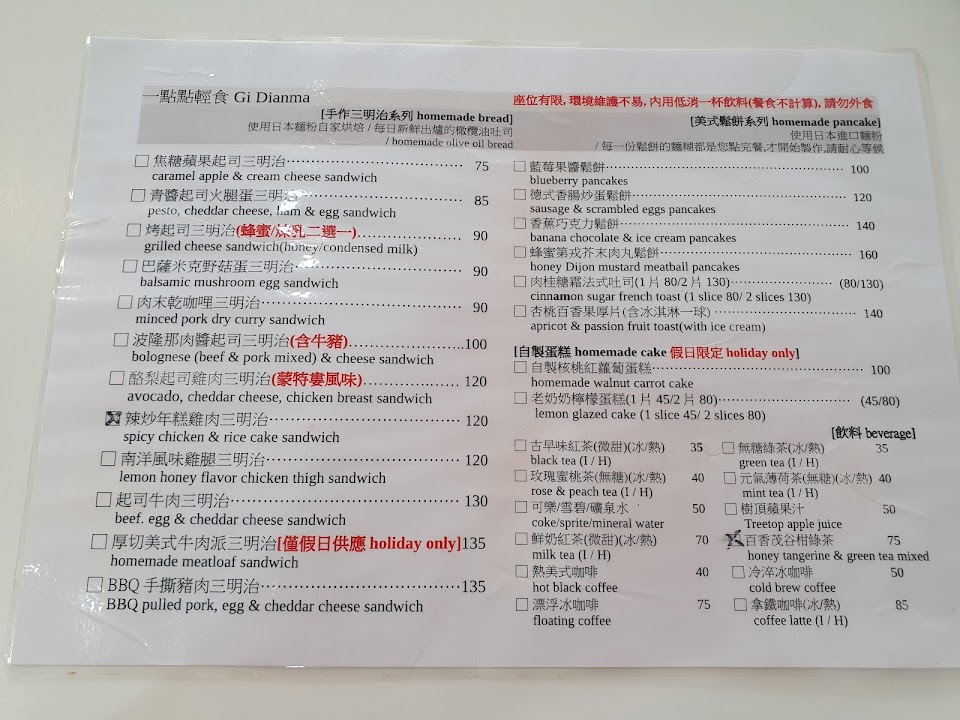 一點點輕食 Gi Dianma
[手作三明治系列 homemade bread]
使用日本麵粉自家烘焙 / 每日新鮮出爐的橄欖油吐司
/ homemade olive oil bread
焦糖蘋果起司三明治 75
caramel apple & cream cheese sandwich
青醬起司火腿蛋三明治 85
pesto, cheddar cheese, ham & egg sandwich
烤起司三明治(蜂蜜/煉乳二選一) 90
grilled cheese sandwich(honey/condensed milk)
巴薩米克野菇蛋三明治 90
balsamic mushroom egg sandwich
肉末乾咖哩三明治 90
minced pork dry curry sandwich
波隆那肉醬起司三明治(含牛豬) 100
bolognese (beef & pork mixed) & cheese sandwich
酪梨起司雞肉三明治(蒙特婁風味) 120
avocado, cheddar cheese, chicken breast sandwich
辣炒年糕雞肉三明治 120
spicy chicken & rice cake sandwich
南洋風味雞腿三明治 120
lemon honey flavor chicken thigh sandwich
起司牛肉三明治 130
beef. egg & cheddar cheese sandwich
厚切美式牛肉派三明治[僅假日供應 holiday only] 135
homemade meatloaf sandwich
BBQ 手撕豬肉三明治 135
BBQ pulled pork, egg & cheddar cheese sandwich
座位有限, 環境維護不易, 內用低消一杯飲料(餐食不計算), 請勿外食
[美式鬆餅系列 homemade pancake]
使用日本進口麵粉
/ 每一份鬆餅的麵糊都是您點完餐,才開始製作,請耐心等候
藍莓果醬鬆餅 100
blueberry pancakes
德式香腸炒蛋鬆餅 120
sausage & scrambled eggs pancakes
香蕉巧克力鬆餅 140
banana chocolate & ice cream pancakes
蜂蜜第戎芥末肉丸鬆餅 160
honey Dijon mustard meatball pancakes
肉桂糖霜法式吐司(1 片 80/2 片 130) (80/130)
cinnamon sugar french toast (1 slice 80/ 2 slices 130)
杏桃百香果厚片(含冰淇淋一球) 140
apricot & passion fruit toast(with ice cream)
[自製蛋糕 homemade cake 假日限定 holiday only]
自製核桃紅蘿蔔蛋糕 100
homemade walnut carrot cake
老奶奶檸檬蛋糕(1 片 45/2 片 80) (45/80)
lemon glazed cake (1 slice 45/ 2 slices 80)
[飲料 beverage]
古早味紅茶(微甜)(冰/熱) 35 無糖綠茶(冰/熱) 35
black tea (I / H) green tea (I / H)
玫瑰蜜桃茶(無糖)(冰/熱) 40 元氣薄荷茶(無糖)(冰/熱) 40
rose & peach tea (I / H) mint tea (I / H)
可樂/雪碧/礦泉水 50 樹頂蘋果汁 50
coke/sprite/mineral water Treetop apple juice
鮮奶紅茶(微甜)(冰/熱) 70 百香茂谷柑綠茶 75
milk tea (I / H) honey tangerine & green tea mixed
熱美式咖啡 40 冷淬冰咖啡 50
hot black coffee cold brew coffee
漂浮冰咖啡 75 拿鐵咖啡(冰/熱) 85
floating coffee coffee latte (I / H)